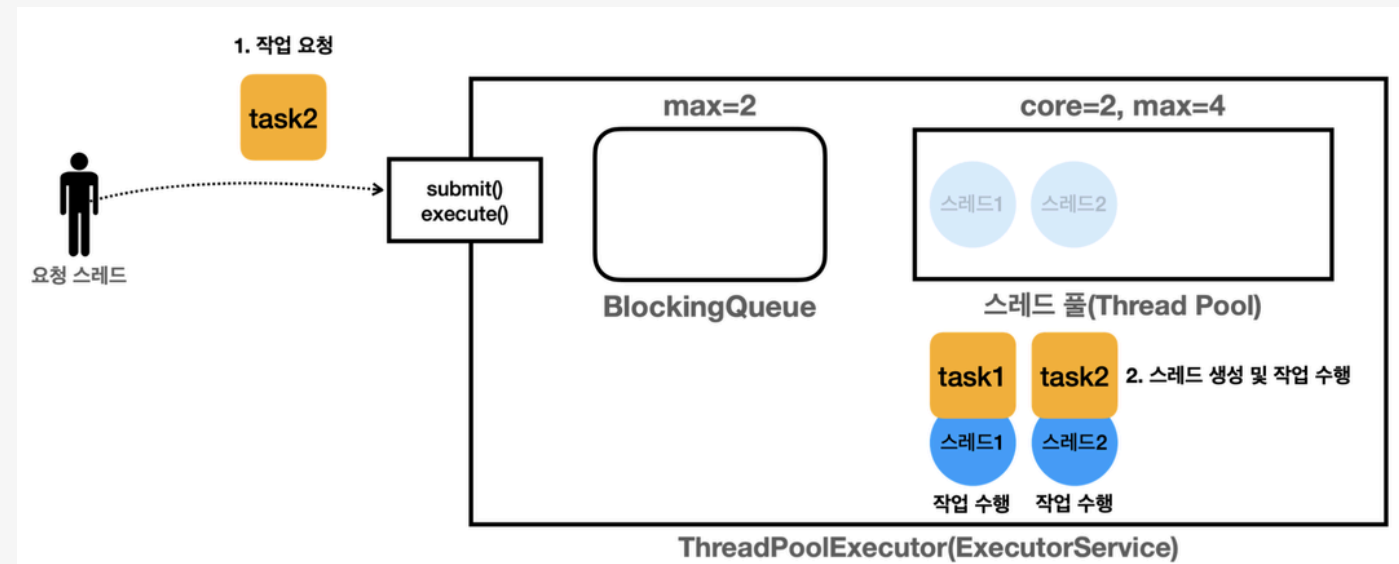 1. 작업 요청
task2
요청 스레드
submit()
execute()
max=2
BlockingQueue
core=2, max=4
스레드1
스레드2
스레드 풀(Thread Pool)
task1
task2
2. 스레드 생성 및 작업 수행
스레드1
스레드2
작업 수행
작업 수행
ThreadPoolExecutor(ExecutorService)